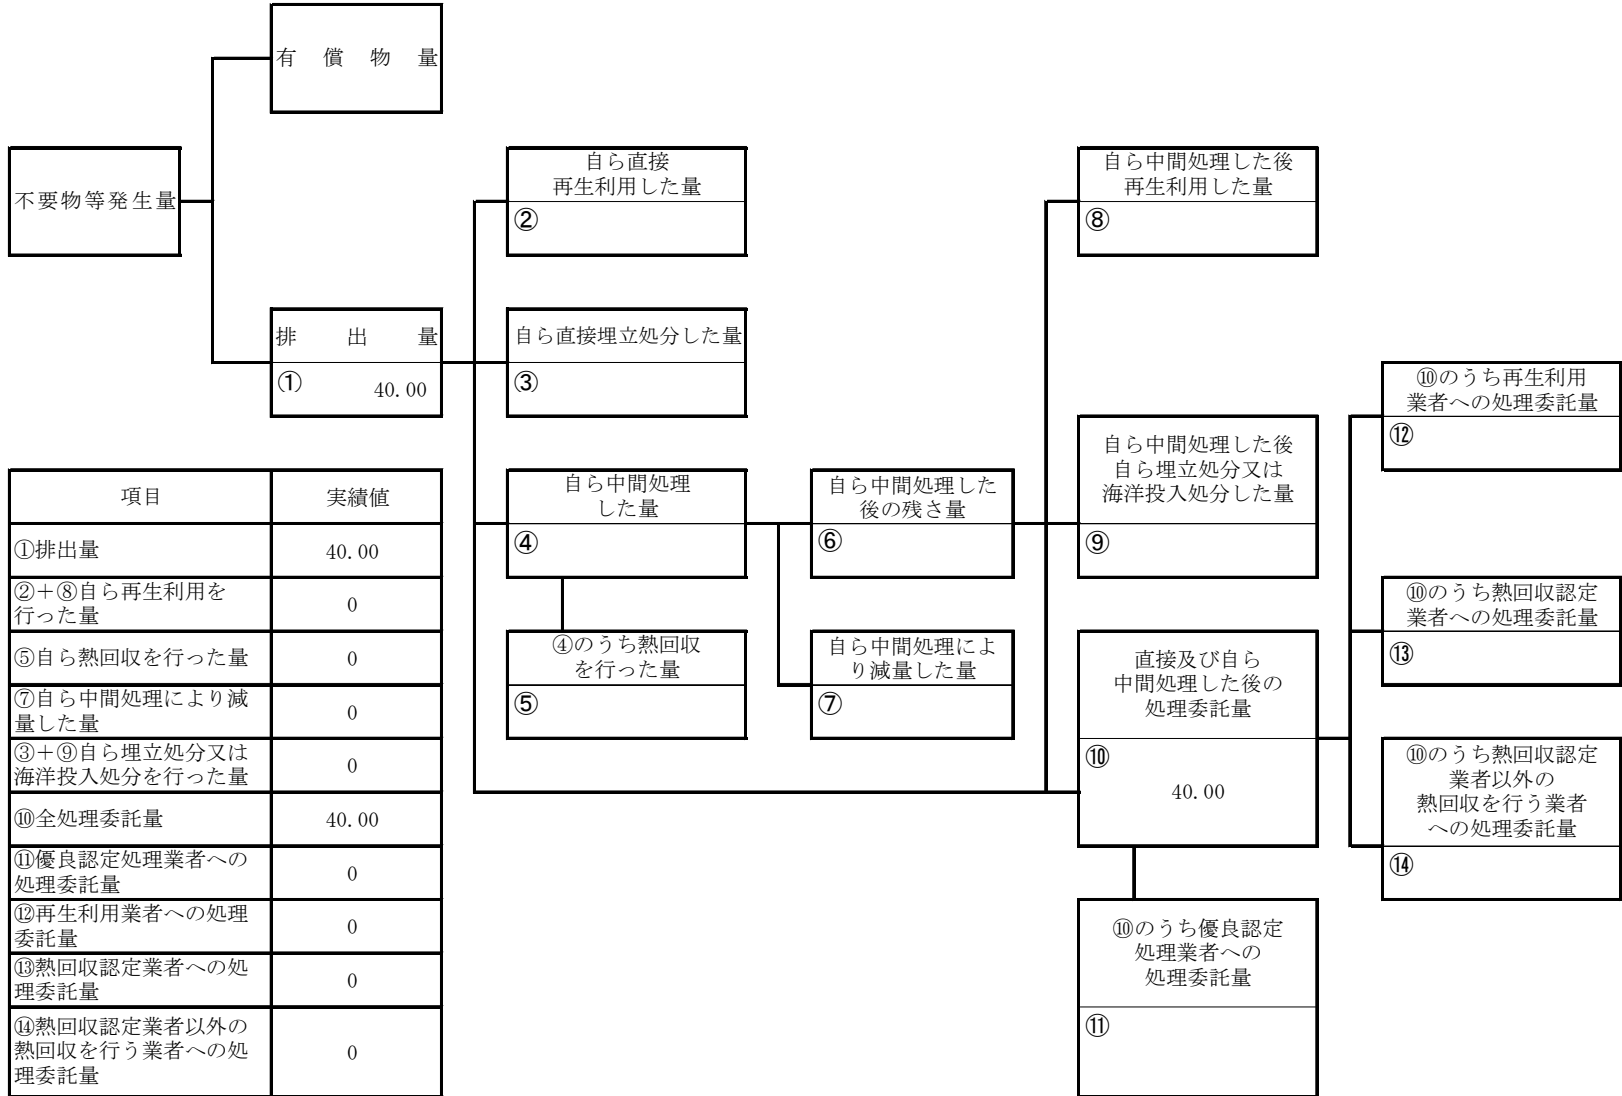 有償物量
不要物等発生量
排出量
① 40.00
自ら直接
再生利用した量
②
自ら直接埋立処分した量
③
自ら中間処理
した量
④
④のうち熱回収
を行った量
⑤
自ら中間処理した
後の残さ量
⑥
自ら中間処理によ
り減量した量
⑦
自ら中間処理した後
再生利用した量
⑧
自ら中間処理した後
自ら埋立処分又は
海洋投入処分した量
⑨
直接及び自ら
中間処理した後の
処理委託量
⑩
40.00
⑩のうち優良認定
処理業者への
処理委託量
⑪
⑩のうち再生利用
業者への処理委託量
⑫
⑩のうち熱回収認定
業者への処理委託量
⑬
⑩のうち熱回収認定
業者以外の
熱回収を行う業者
への処理委託量
⑭
項目 実績値
①排出量 40.00
②＋⑧自ら再生利用を
行った量 0
⑤自ら熱回収を行った量 0
⑦自ら中間処理により減
量した量 0
③＋⑨自ら埋立処分又は
海洋投入処分を行った量 0
⑩全処理委託量 40.00
⑪優良認定処理業者への
処理委託量 0
⑫再生利用業者への処理
委託量 0
⑬熱回収認定業者への処
理委託量 0
⑭熱回収認定業者以外の
熱回収を行う業者への処
理委託量 0